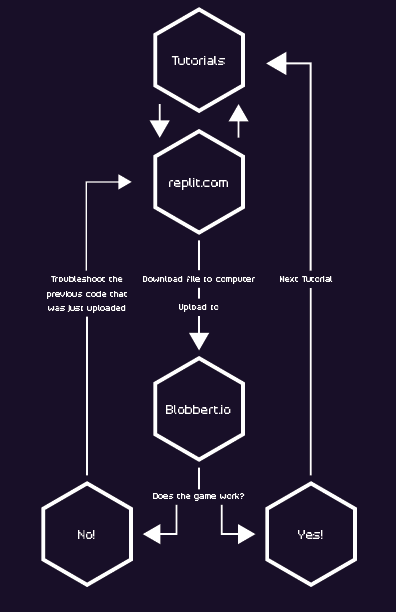 Tutorials
replit.com
Troubleshoot the
previous code that
was just uploaded
Download file to computer
Upload to
Next Tutorial
Blobbert.io
Does the game work?
No!
Yes!